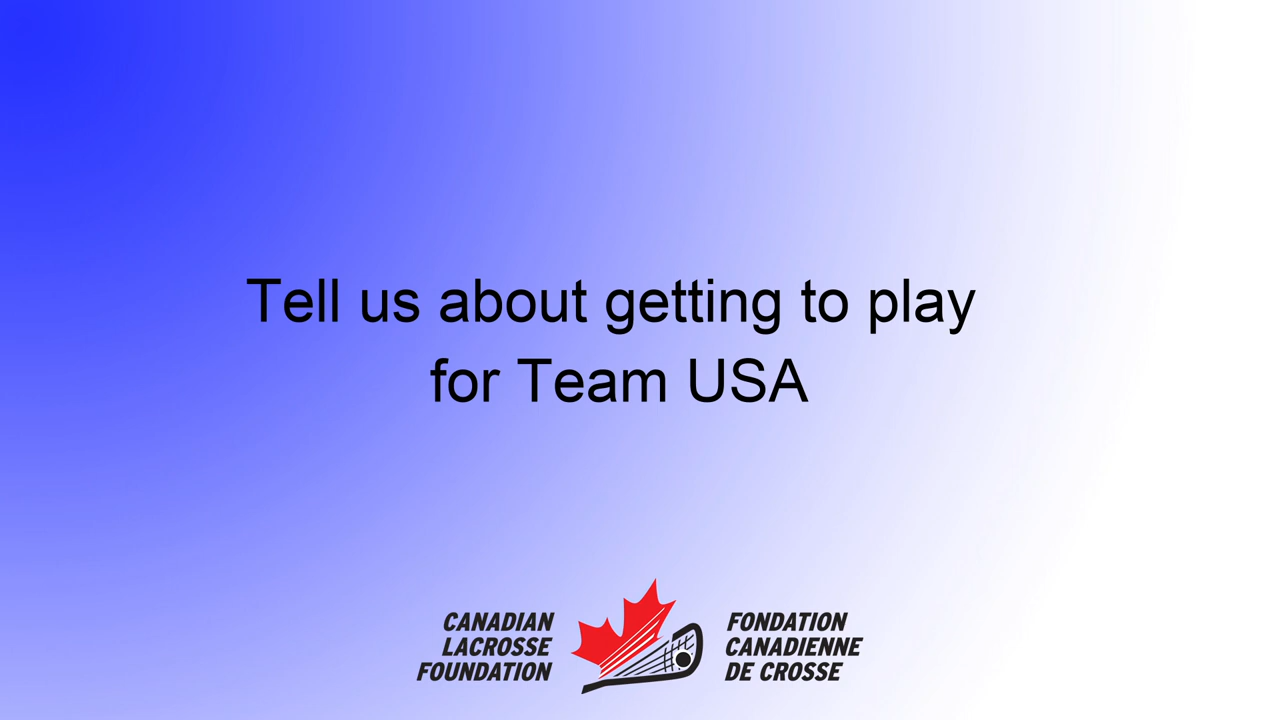 Tell us about getting to play
for Team USA
CANADIAN
LACROSSE
FOUNDATION
FONDATION
CANADIENNE
DE CROSSE